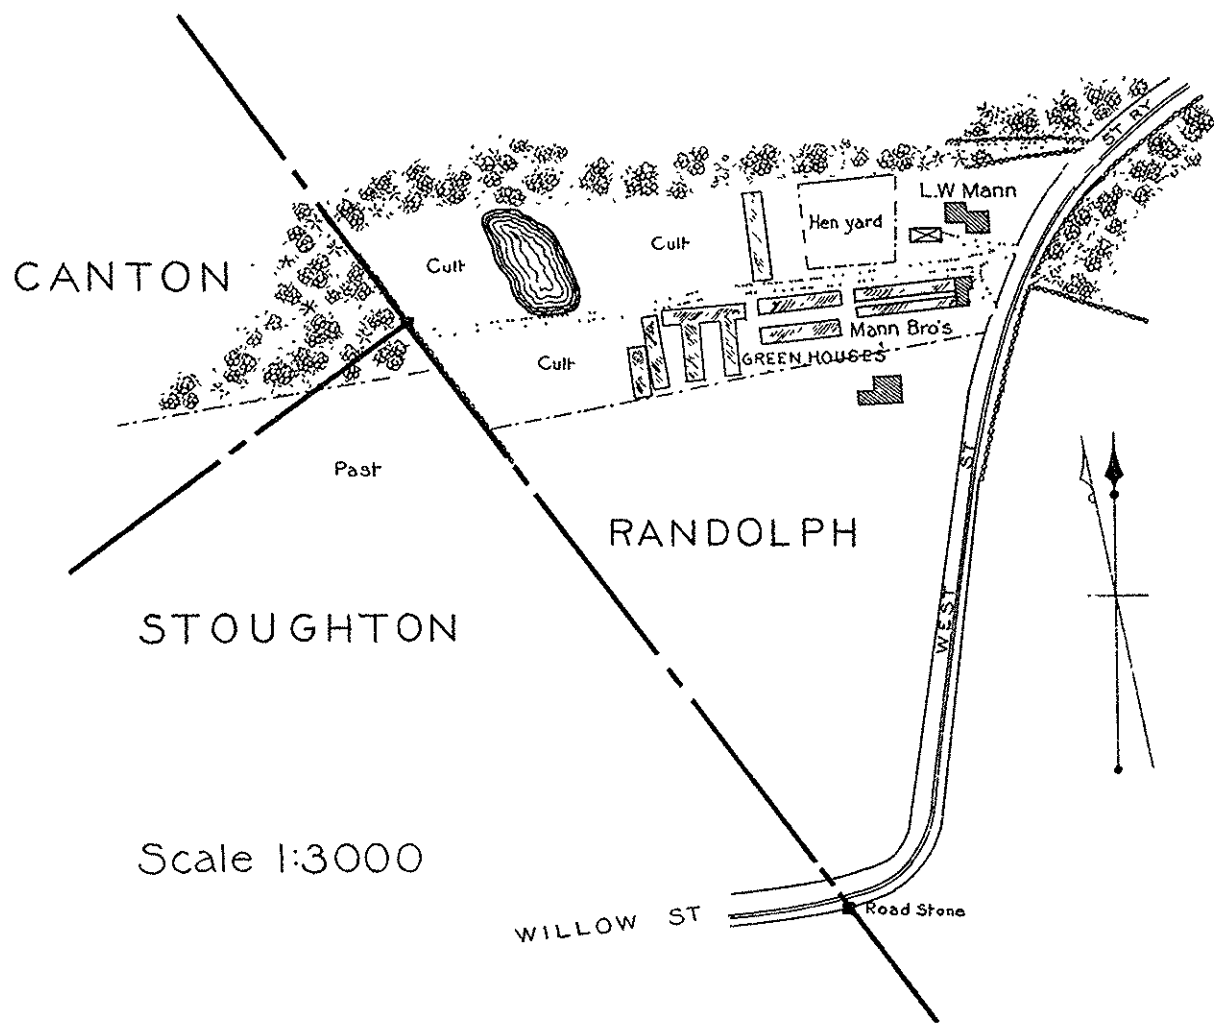 ST RY
L.W Mann
Hen yard
Cult
Cult
CANTON
Mann Bro's
GREEN HOUSES
Cult
Past
WEST ST
RANDOLPH
STOUGHTON
Scale 1:3000
Road Stone
WILLOW ST